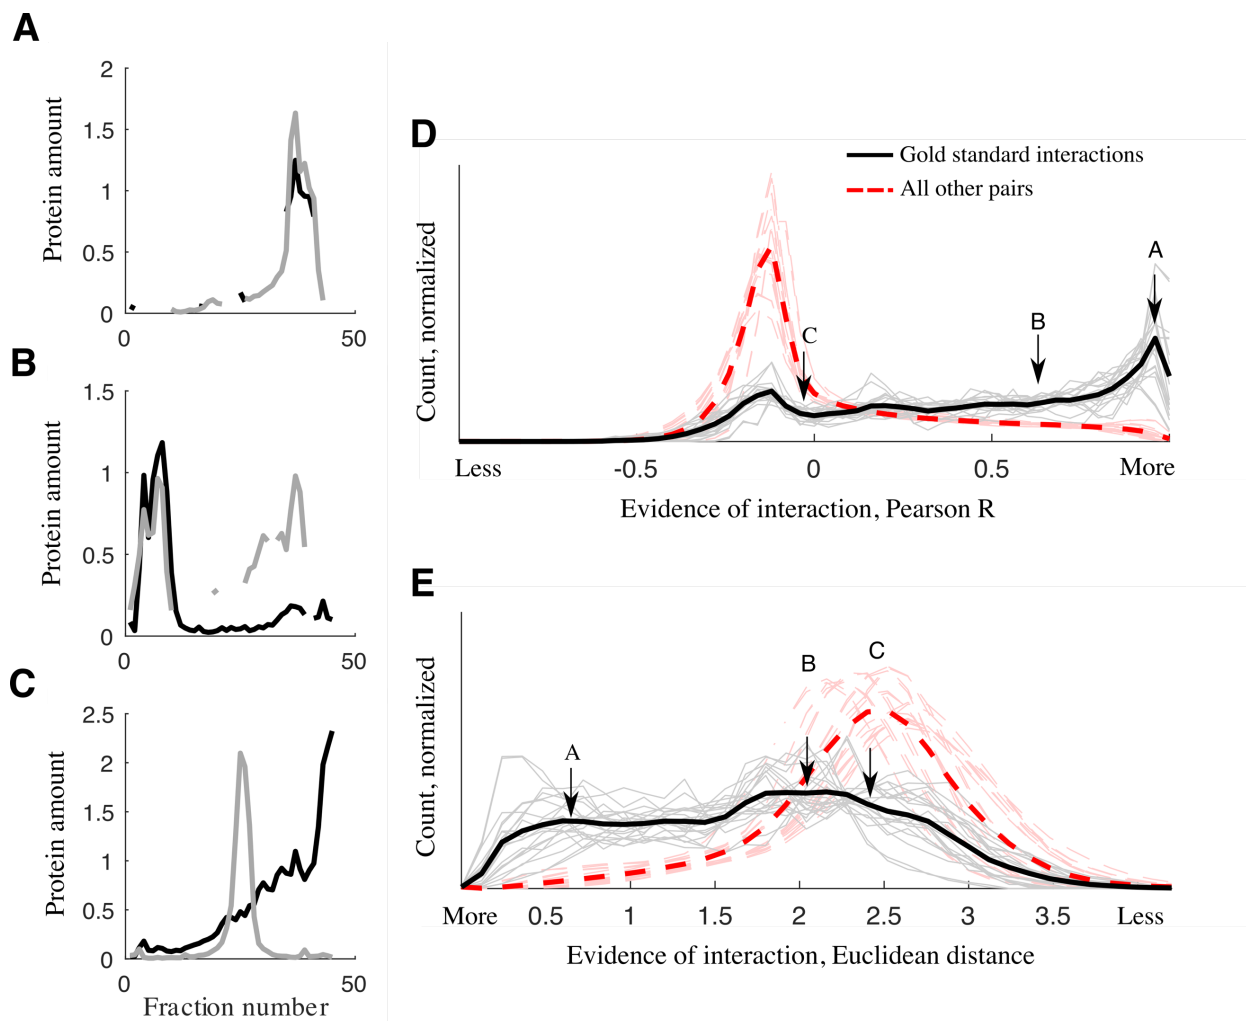 A
Protein amount
2
1.5
1
0.5
0
0
50
B
Protein amount
1.5
1
0.5
0
0
50
C
Protein amount
2.5
2
1.5
1
0.5
0
0
50
Fraction number
D
Gold standard interactions
All other pairs
Count, normalized
A
B
C
Less -0.5 0 0.5 More
Evidence of interaction, Pearson R
E
Count, normalized
A
B
C
More 0.5 1 1.5 2 2.5 3 3.5 Less
Evidence of interaction, Euclidean distance